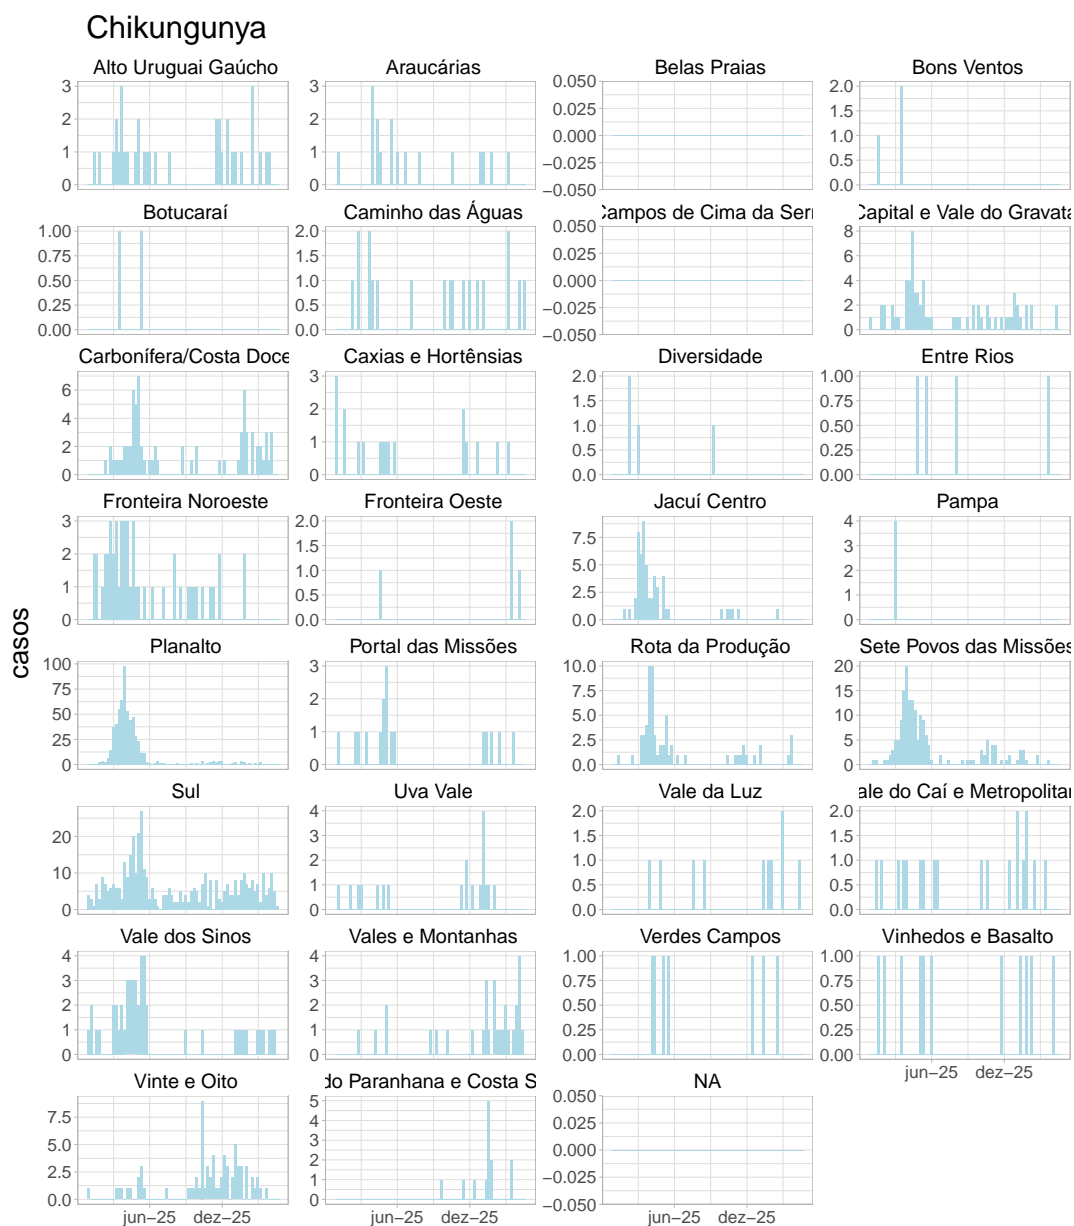 Chikungunya
Alto Uruguai Gaúcho Araucárias Belas Praias Bons Ventos
3 2 1 0
3 2 1 0
0.050 0.025 0.000 −0.025 −0.050
2.0 1.5 1.0 0.5 0.0
Botucaraí Caminho das Águas Campos de Cima da Serr Capital e Vale do Gravata
1.00 0.75 0.50 0.25 0.00
2.0 1.5 1.0 0.5 0.0
0.050 0.025 0.000 −0.025 −0.050
8 6 4 2 0
Carbonífera/Costa Doce Caxias e Hortênsias Diversidade Entre Rios
6 4 2 0
3 2 1 0
2.0 1.5 1.0 0.5 0.0
1.00 0.75 0.50 0.25 0.00
Fronteira Noroeste Fronteira Oeste Jacuí Centro Pampa
3 2 1 0
2.0 1.5 1.0 0.5 0.0
7.5 5.0 2.5 0.0
4 3 2 1 0
casos
Planalto Portal das Missões Rota da Produção Sete Povos das Missões
100 75 50 25 0
3 2 1 0
10.0 7.5 5.0 2.5 0.0
20 15 10 5 0
Sul Uva Vale Vale da Luz ale do Caí e Metropolitan
20 10 0
4 3 2 1 0
2.0 1.5 1.0 0.5 0.0
2.0 1.5 1.0 0.5 0.0
Vale dos Sinos Vales e Montanhas Verdes Campos Vinhedos e Basalto
4 3 2 1 0
4 3 2 1 0
1.00 0.75 0.50 0.25 0.00
1.00 0.75 0.50 0.25 0.00
jun−25 dez−25
Vinte e Oito do Paranhana e Costa S NA
7.5 5.0 2.5 0.0
5 4 3 2 1 0
0.050 0.025 0.000 −0.025 −0.050
jun−25 dez−25 jun−25 dez−25 jun−25 dez−25